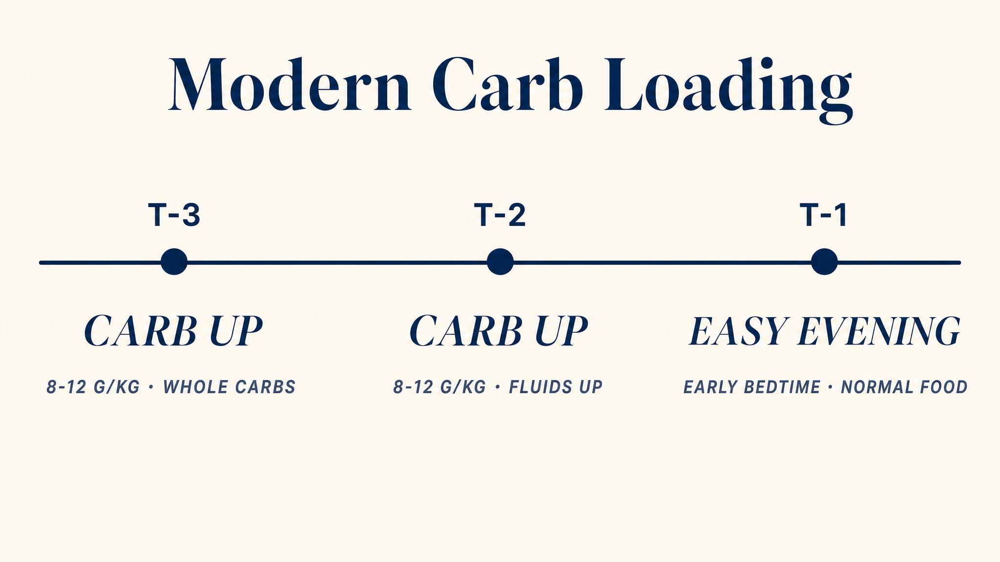 Modern Carb Loading
T-3
T-2
T-1
CARB UP
CARB UP
EASY EVENING
8-12 G/KG • WHOLE CARBS
8-12 G/KG • FLUIDS UP
EARLY BEDTIME • NORMAL FOOD